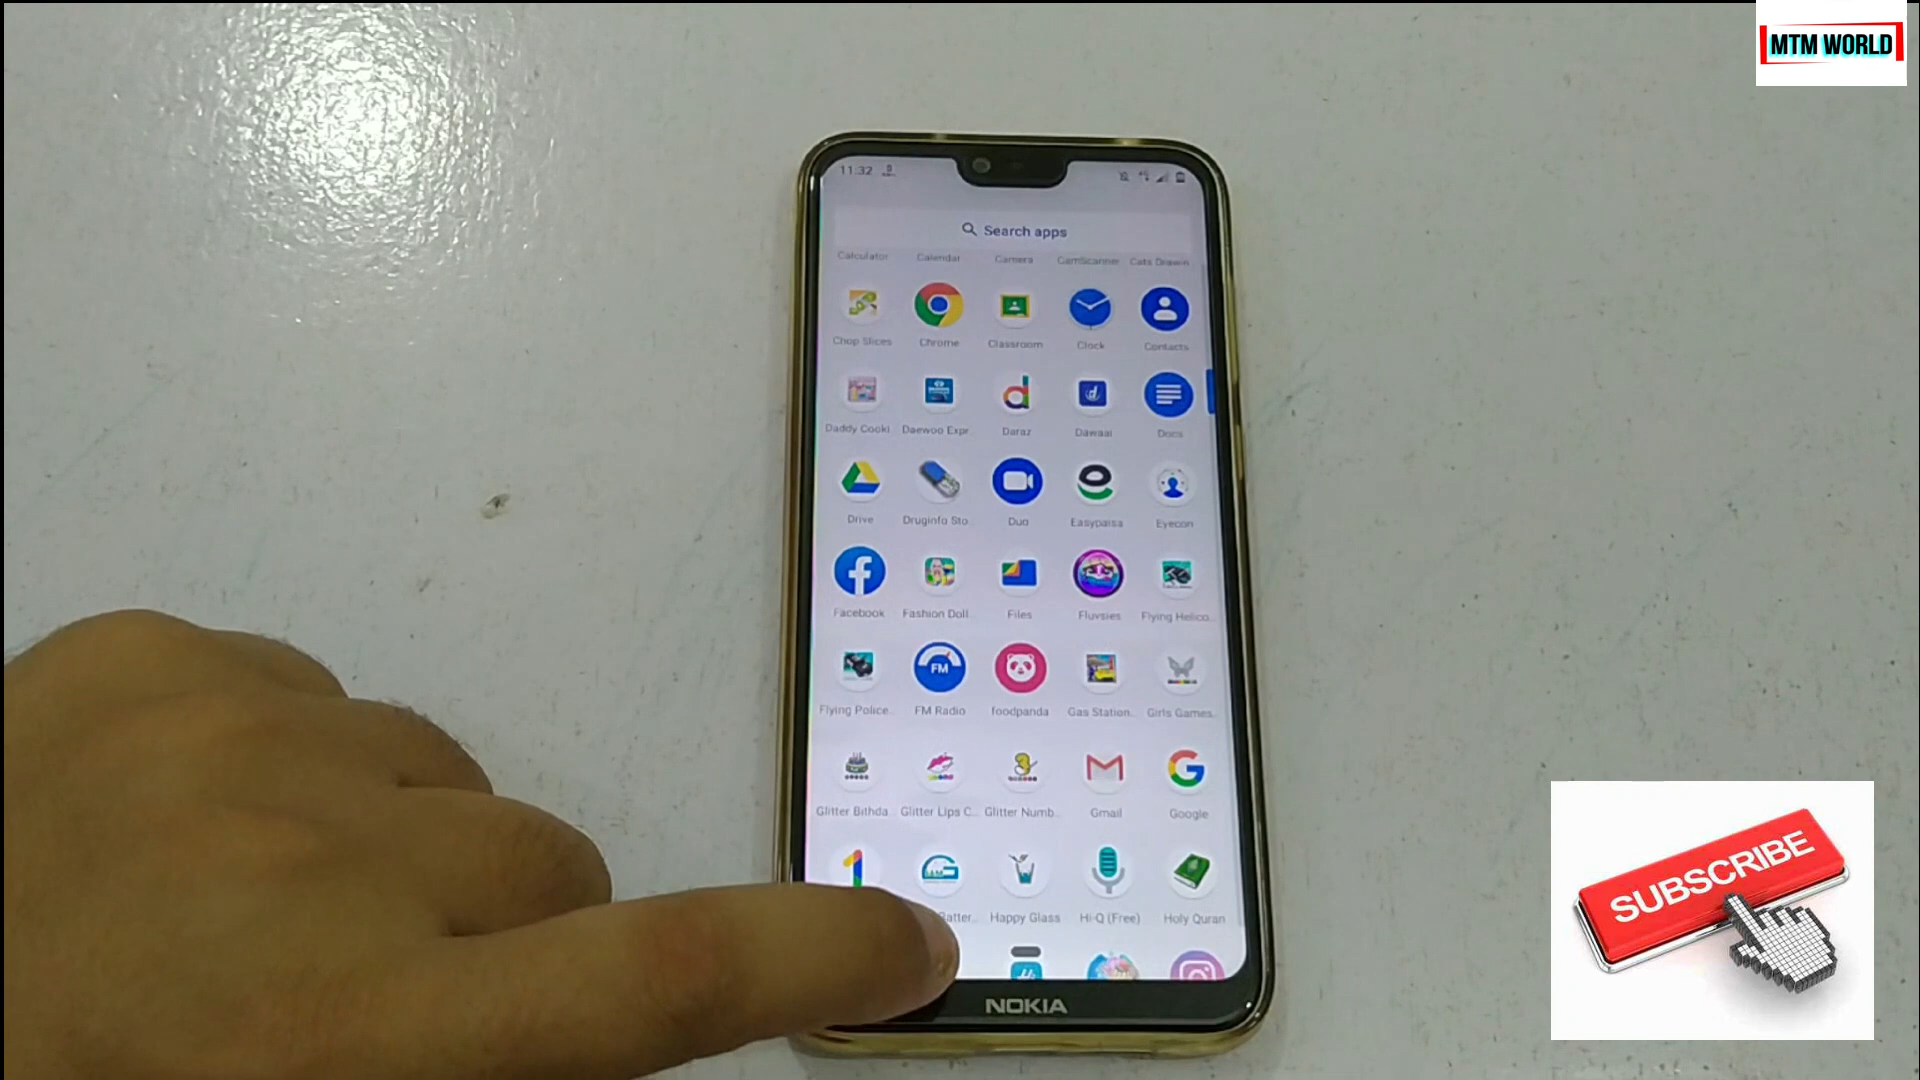 MTM WORLD
11:32
Search apps
Calculator Calendar Camera CamScanner Cats Drawin..
Chop Slices Chrome Classroom Clock Contacts
Daddy Cooki.. Daewoo Expr.. Daraz Dawaai Docs
Drive Druginfo Sto.. Duo Easypaisa Eyecon
Facebook Fashion Doll.. Files Fluvsies Flying Helico..
FM
Flying Police.. FM Radio foodpanda Gas Station.. Girls Games..
Glitter Bithda.. Glitter Lips C.. Glitter Numb.. Gmail Google
Happy Glass Hi-Q (Free) Holy Quran
NOKIA
SUBSCRIBE